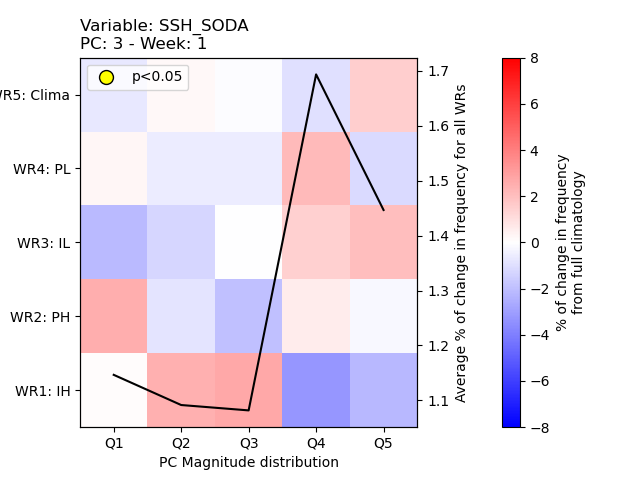 Variable: SSH_SODA
PC: 3 - Week: 1
p<0.05
WR5: Clima
WR4: PL
WR3: IL
WR2: PH
WR1: IH
Q1 Q2 Q3 Q4 Q5
PC Magnitude distribution
1.7
1.6
1.5
1.4
1.3
1.2
1.1
Average % of change in frequency for all WRs
8
6
4
2
0
−2
−4
−6
−8
% of change in frequency
from full climatology